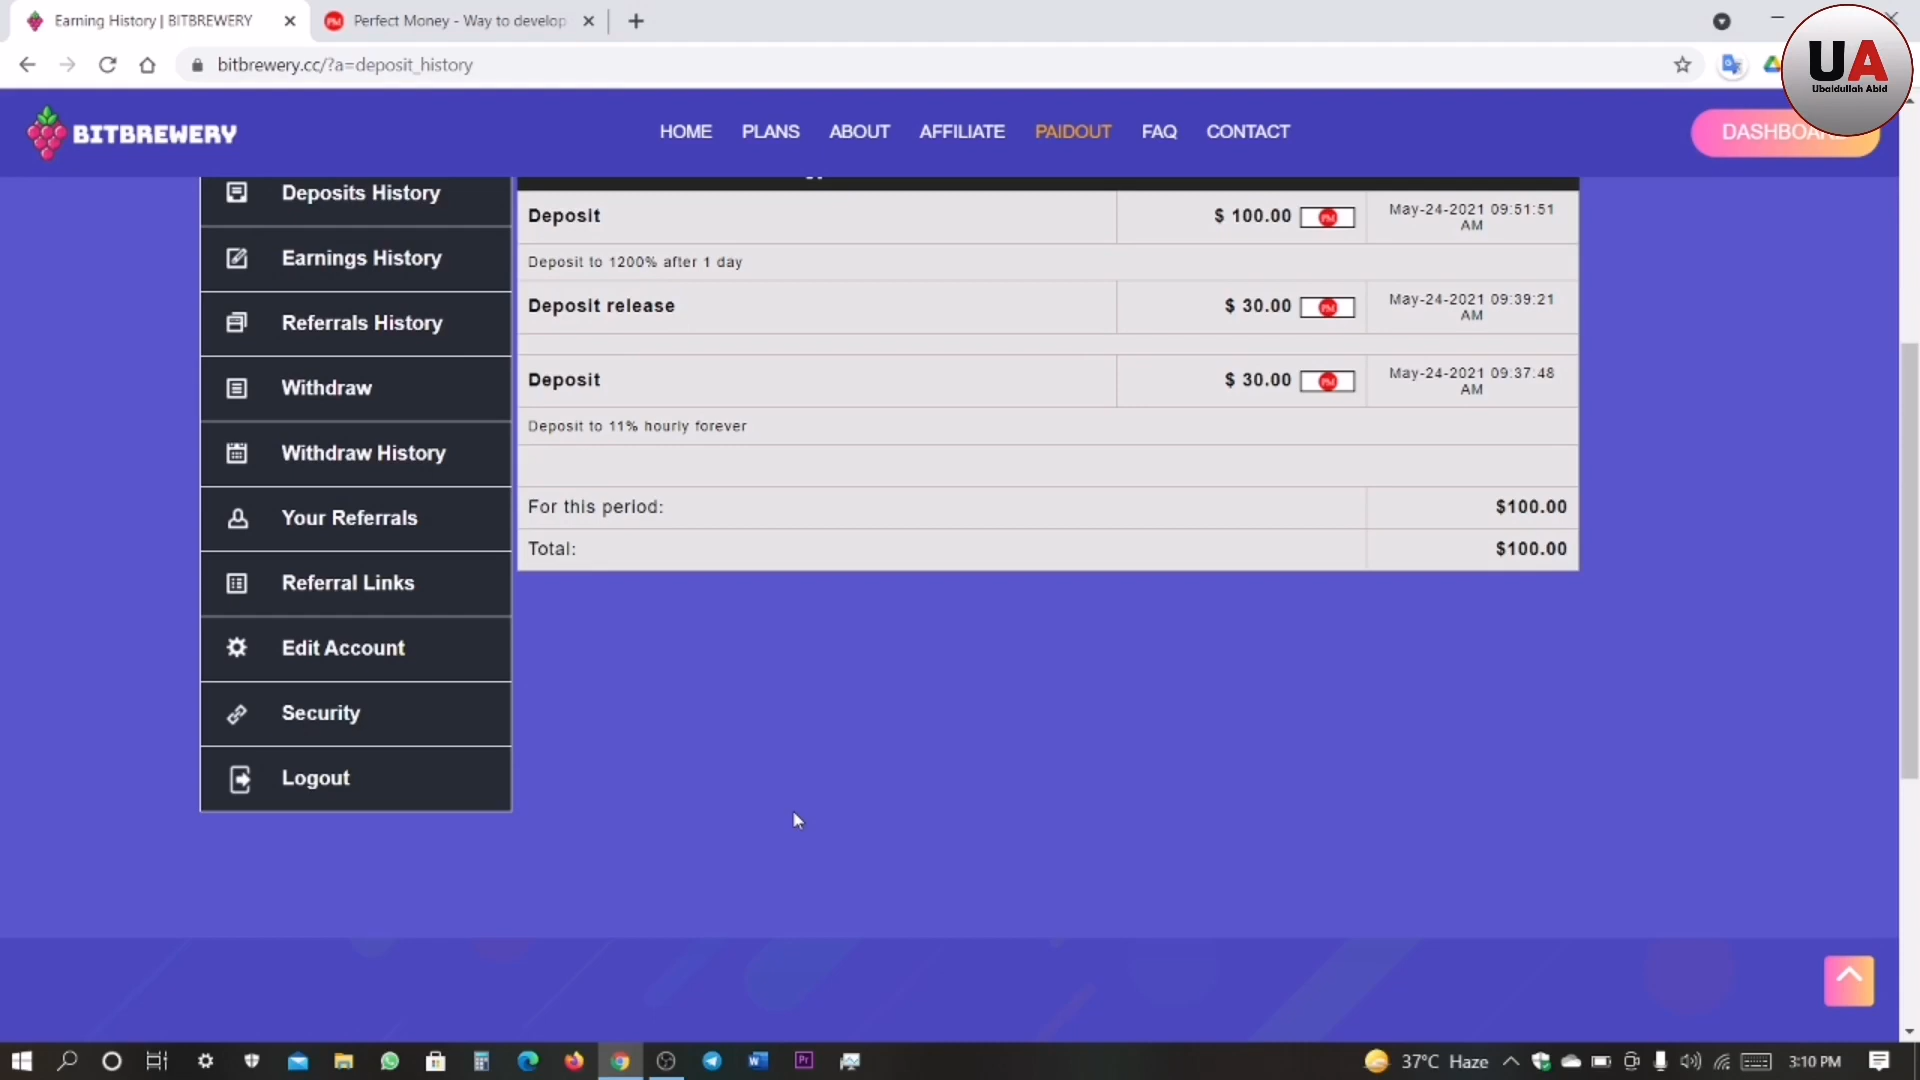 Earning History | BITBREWERY
Perfect Money - Way to develop
bitbrewery.cc/?a=deposit_history
UA
Ubaidullah Abid
BITBREWERY
HOME PLANS ABOUT AFFILIATE PAIDOUT FAQ CONTACT
Deposits History
Earnings History
Referrals History
Withdraw
Withdraw History
Your Referrals
Referral Links
Edit Account
Security
Logout
Deposit $ 100.00 PM May-24-2021 09:51:51
AM
Deposit to 1200% after 1 day
Deposit release $ 30.00 PM May-24-2021 09:39:21
AM
Deposit $ 30.00 PM May-24-2021 09:37:48
AM
Deposit to 11% hourly forever
For this period: $100.00
Total: $100.00
37°C Haze
3:10 PM